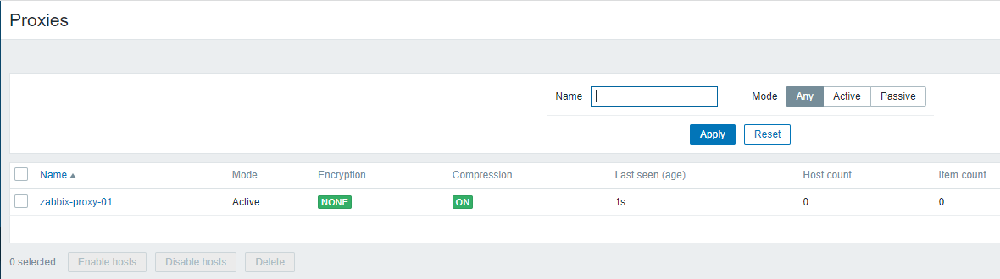 Proxies
Name Mode Any Active Passive
Apply Reset
Name Mode Encryption Compression Last seen (age) Host count Item count
zabbix-proxy-01 Active NONE ON 1s 0 0
0 selected Enable hosts Disable hosts Delete